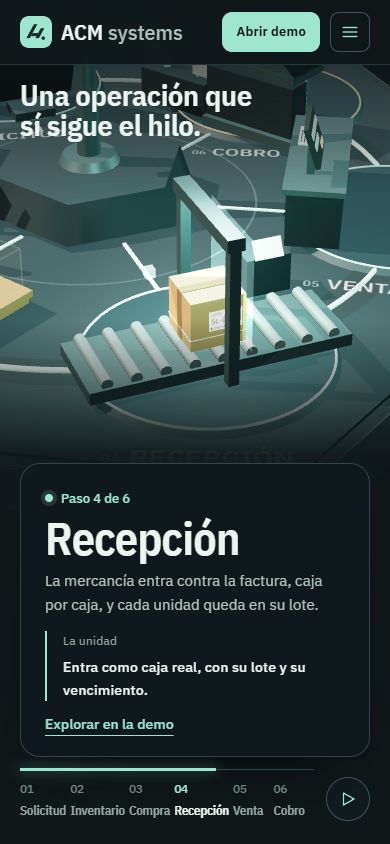 ACM systems
Abrir demo
Una operación que
sí sigue el hilo.
06 COBRO
05 VENTA
RECEPCIÓN
Paso 4 de 6
Recepción
La mercancía entra contra la factura, caja
por caja, y cada unidad queda en su lote.
La unidad
Entra como caja real, con su lote y su
vencimiento.
Explorar en la demo
01 02 03 04 05 06
Solicitud Inventario Compra Recepción Venta Cobro